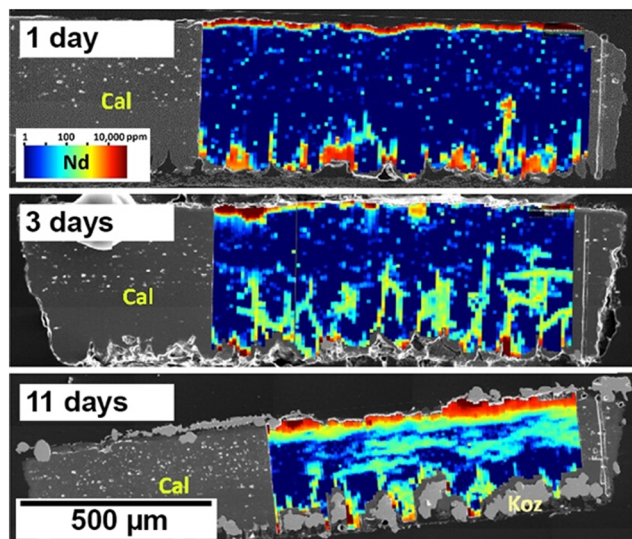 1 day
Cal
1 100 10,000 ppm
Nd
3 days
Cal
11 days
Cal
Koz
500 µm